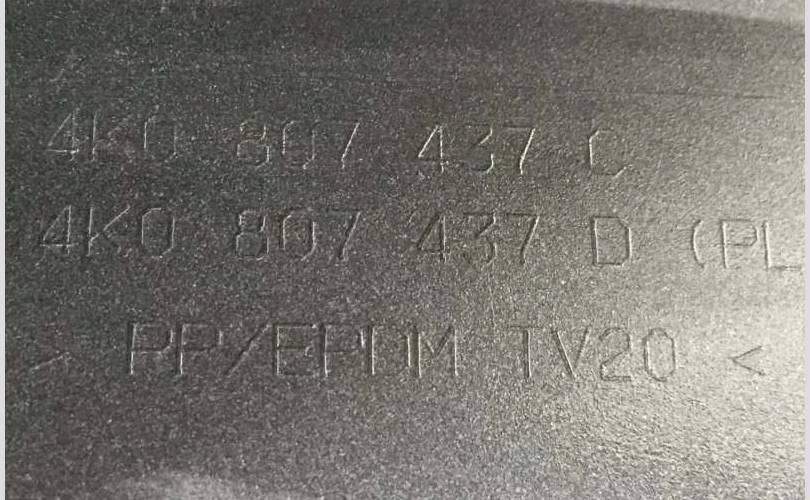 4K0 807 437 C
4K0 807 437 D (PL
> PP/EPDM TV20 <